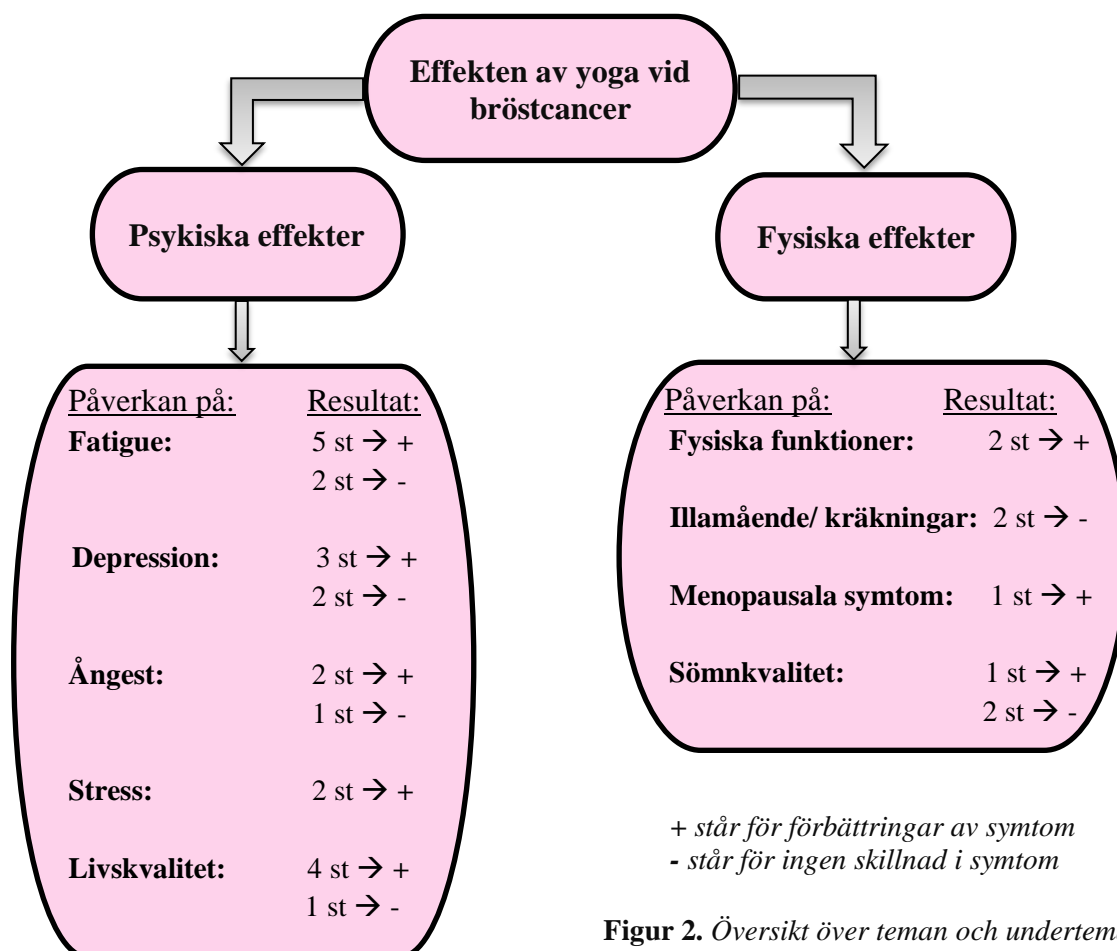 Effekten av yoga vid
bröstcancer
Psykiska effekter
Fysiska effekter
Påverkan på: Resultat:
Fatigue: 5 st → +
2 st → -
Depression: 3 st → +
2 st → -
Ångest: 2 st → +
1 st → -
Stress: 2 st → +
Livskvalitet: 4 st → +
1 st → -
Påverkan på: Resultat:
Fysiska funktioner: 2 st → +
Illamående/ kräkningar: 2 st → -
Menopausala symtom: 1 st → +
Sömnkvalitet: 1 st → +
2 st → -
+ står för förbättringar av symtom
- står för ingen skillnad i symtom
Figur 2. Översikt över teman och